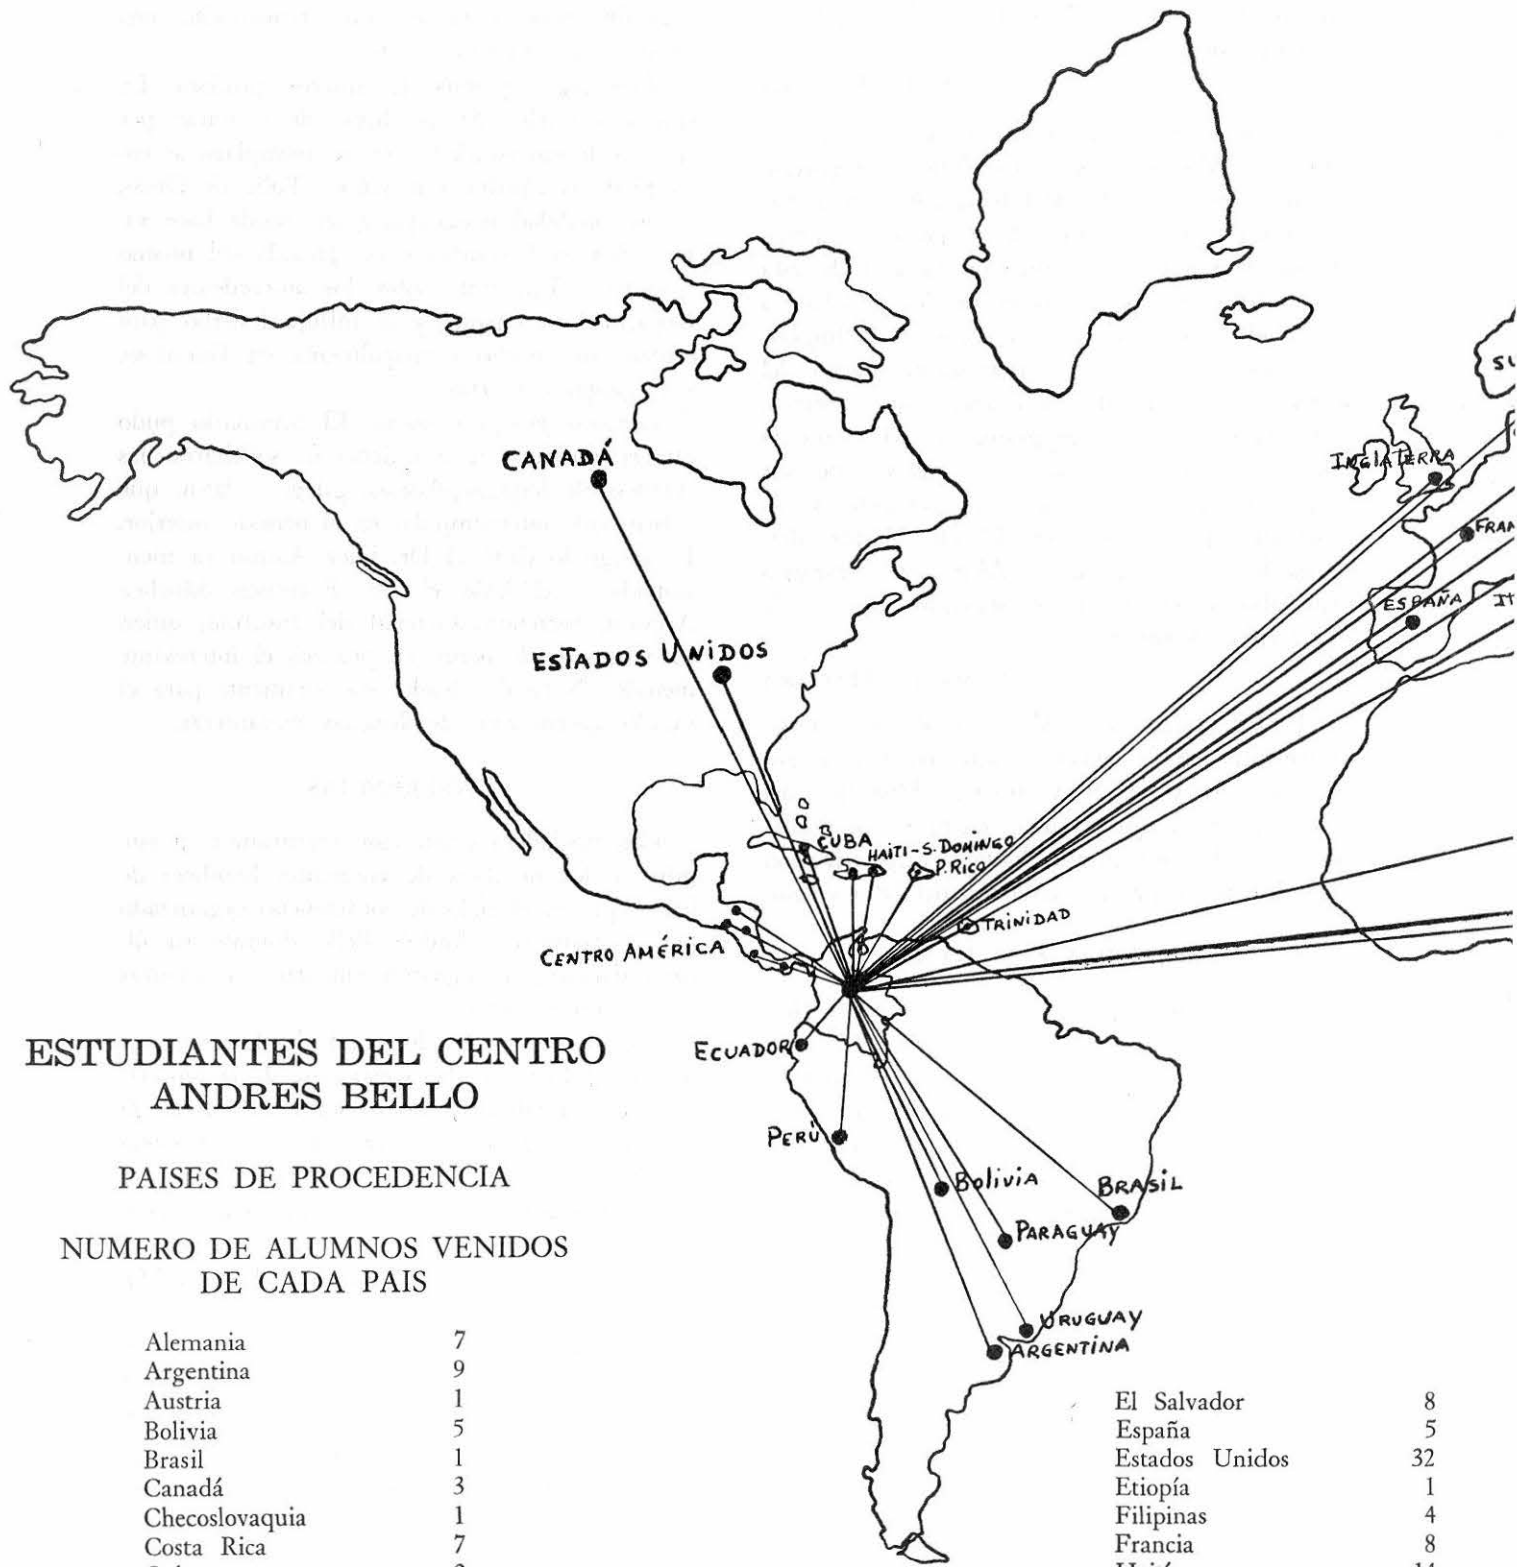 SU
INGLATERRA
CANADÁ
FRAN
ESPAÑA
IT
ESTADOS UNIDOS
CUBA
HAITI-S. DOMINGO
P. RICO
TRINIDAD
CENTRO AMÉRICA
ECUADOR
PERÚ
BOLIVIA
BRASIL
PARAGUAY
URUGUAY
ARGENTINA
ESTUDIANTES DEL CENTRO
ANDRES BELLO
PAISES DE PROCEDENCIA
NUMERO DE ALUMNOS VENIDOS
DE CADA PAIS
Alemania 7
Argentina 9
Austria 1
Bolivia 5
Brasil 1
Canadá 3
Checoslovaquia 1
Costa Rica 7
El Salvador 8
España 5
Estados Unidos 32
Etiopía 1
Filipinas 4
Francia 8